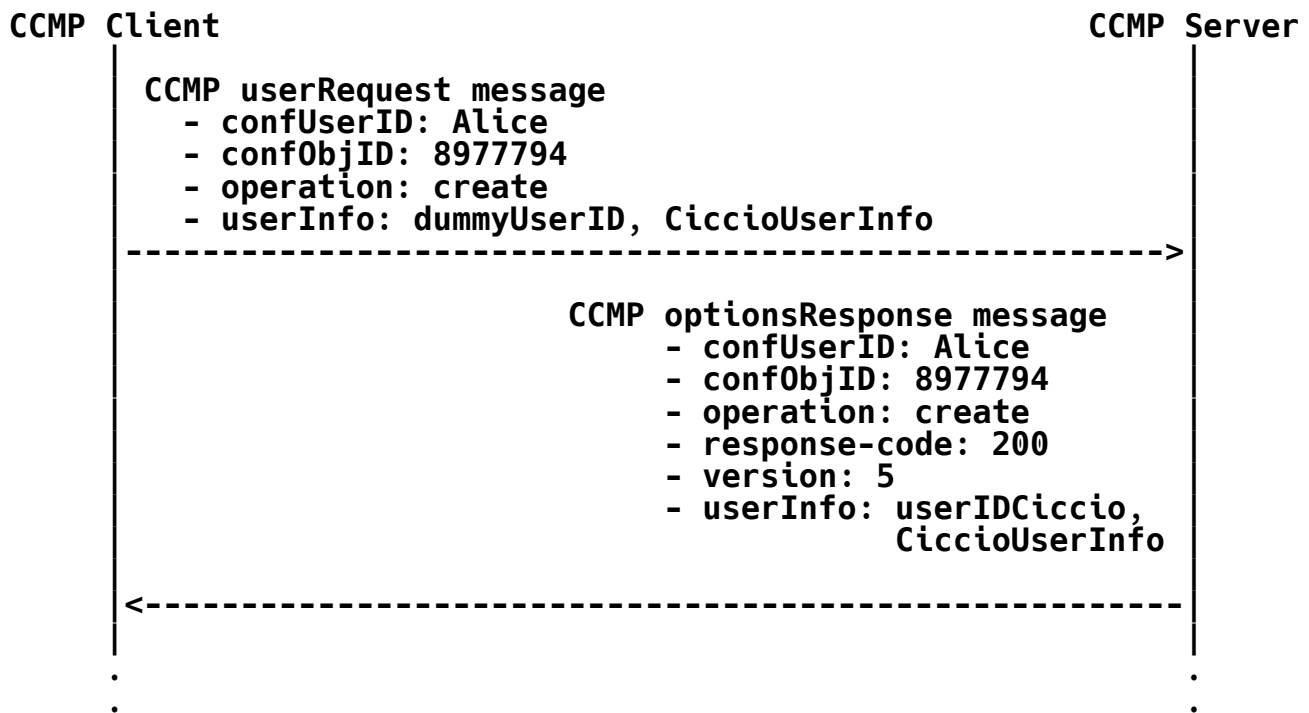 CCMP Client CCMP Server
CCMP userRequest message
- confUserID: Alice
- confObjID: 8977794
- operation: create
- userInfo: dummyUserID, CiccioUserInfo
CCMP optionsResponse message
- confUserID: Alice
- confObjID: 8977794
- operation: create
- response-code: 200
- version: 5
- userInfo: userIDCiccio,
CiccioUserInfo